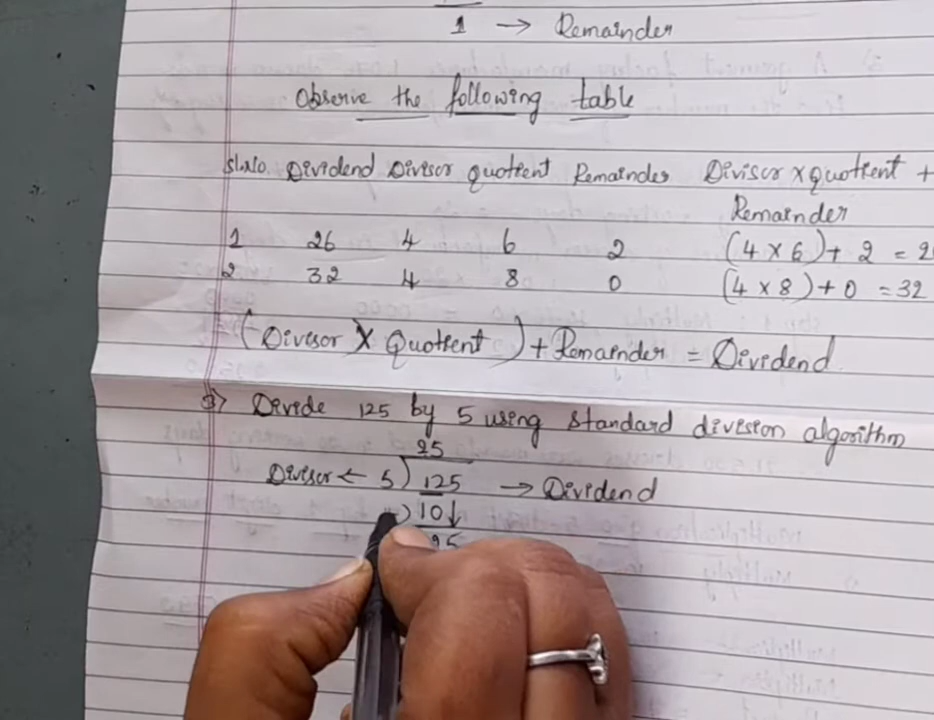 1 → Remainder
Observe the following table
Sl.No. Dividend Divisor quotient Remainder Divisor x quotient +
Remainder
1 26 4 6 2 (4 x 6) + 2 = 2
2 32 4 8 0 (4 x 8) + 0 = 32
(Divisor X Quotient) + Remainder = Dividend
3) Divide 125 by 5 using standard division algorithm
25
Divisor ← 5) 125 → Dividend
10↓
25